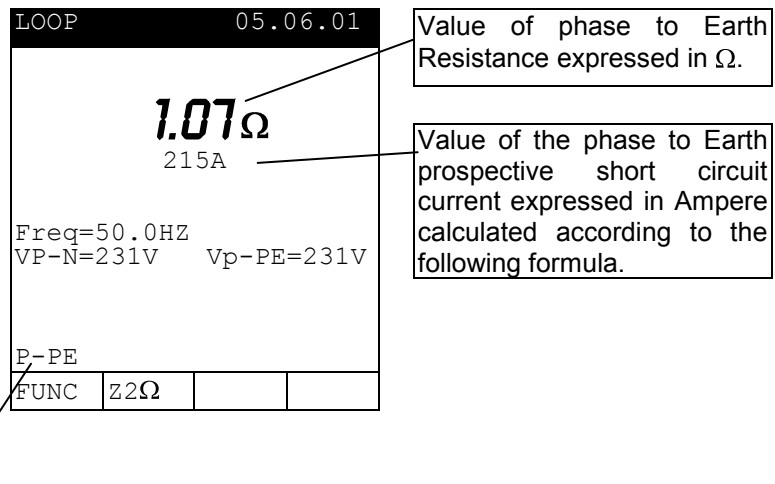 LOOP 05.06.01
1.07Ω
215A
Freq=50.0HZ
VP-N=231V Vp-PE=231V
P-PE
FUNC Z2Ω
Value of phase to Earth
Resistance expressed in Ω.
Value of the phase to Earth
prospective short circuit
current expressed in Ampere
calculated according to the
following formula.